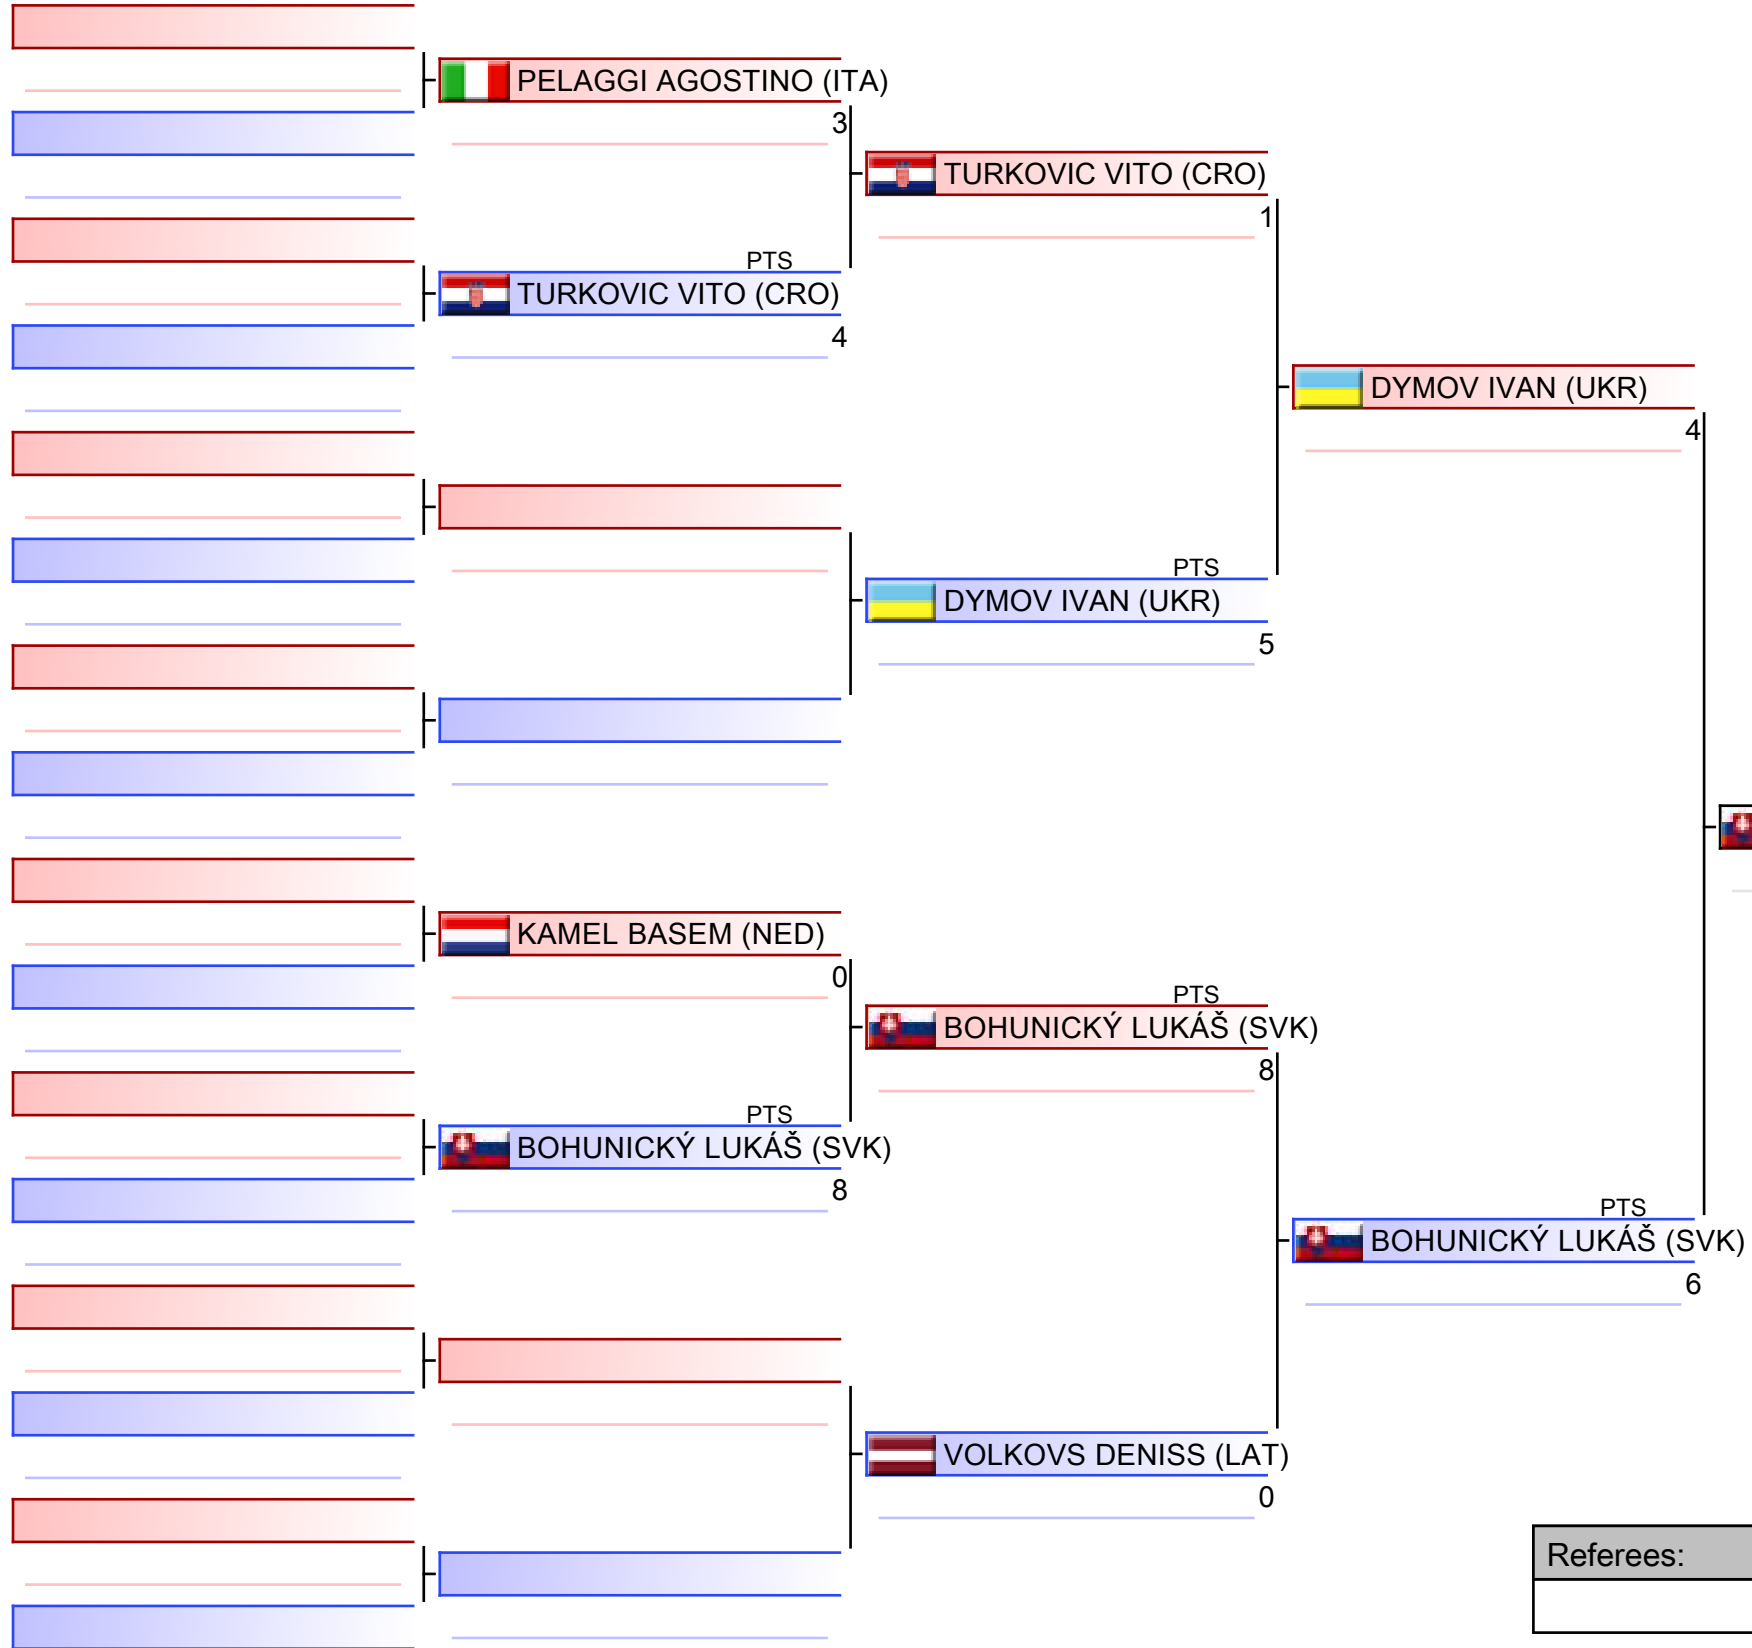 PELAGGI AGOSTINO (ITA)
3
TURKOVIC VITO (CRO)
1
PTS
TURKOVIC VITO (CRO)
4
DYMOV IVAN (UKR)
4
PTS
DYMOV IVAN (UKR)
5
KAMEL BASEM (NED)
0
PTS
BOHUNICKÝ LUKÁŠ (SVK)
8
PTS
BOHUNICKÝ LUKÁŠ (SVK)
8
PTS
BOHUNICKÝ LUKÁŠ (SVK)
6
VOLKOVS DENISS (LAT)
0
Referees: